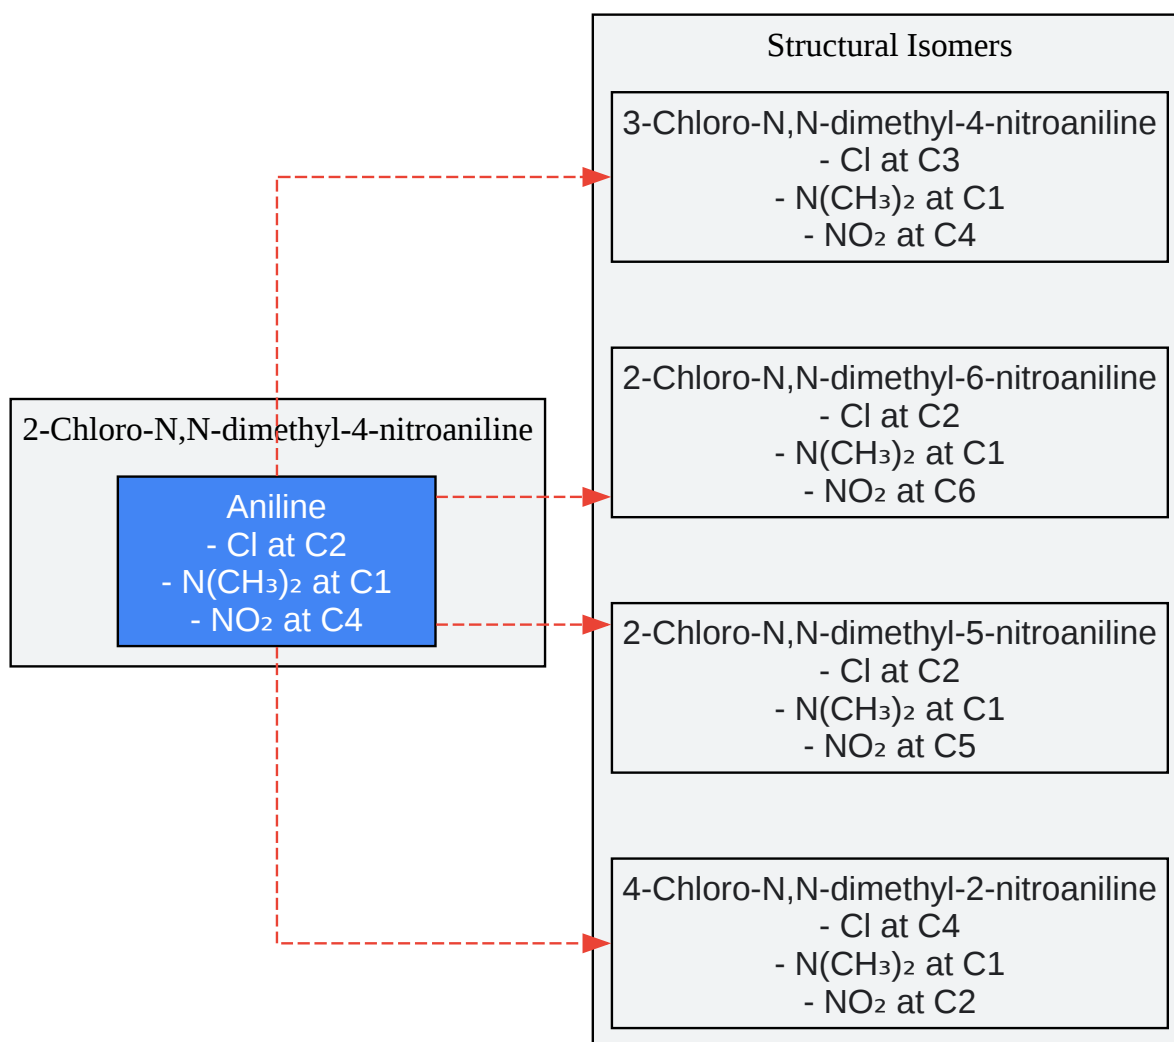 Structural Isomers
3-Chloro-N,N-dimethyl-4-nitroaniline
- Cl at C3
- N(CH₃)₂ at C1
- NO₂ at C4
2-Chloro-N,N-dimethyl-6-nitroaniline
- Cl at C2
- N(CH₃)₂ at C1
- NO₂ at C6
2-Chloro-N,N-dimethyl-4-nitroaniline
Aniline
- Cl at C2
- N(CH₃)₂ at C1
- NO₂ at C4
2-Chloro-N,N-dimethyl-5-nitroaniline
- Cl at C2
- N(CH₃)₂ at C1
- NO₂ at C5
4-Chloro-N,N-dimethyl-2-nitroaniline
- Cl at C4
- N(CH₃)₂ at C1
- NO₂ at C2